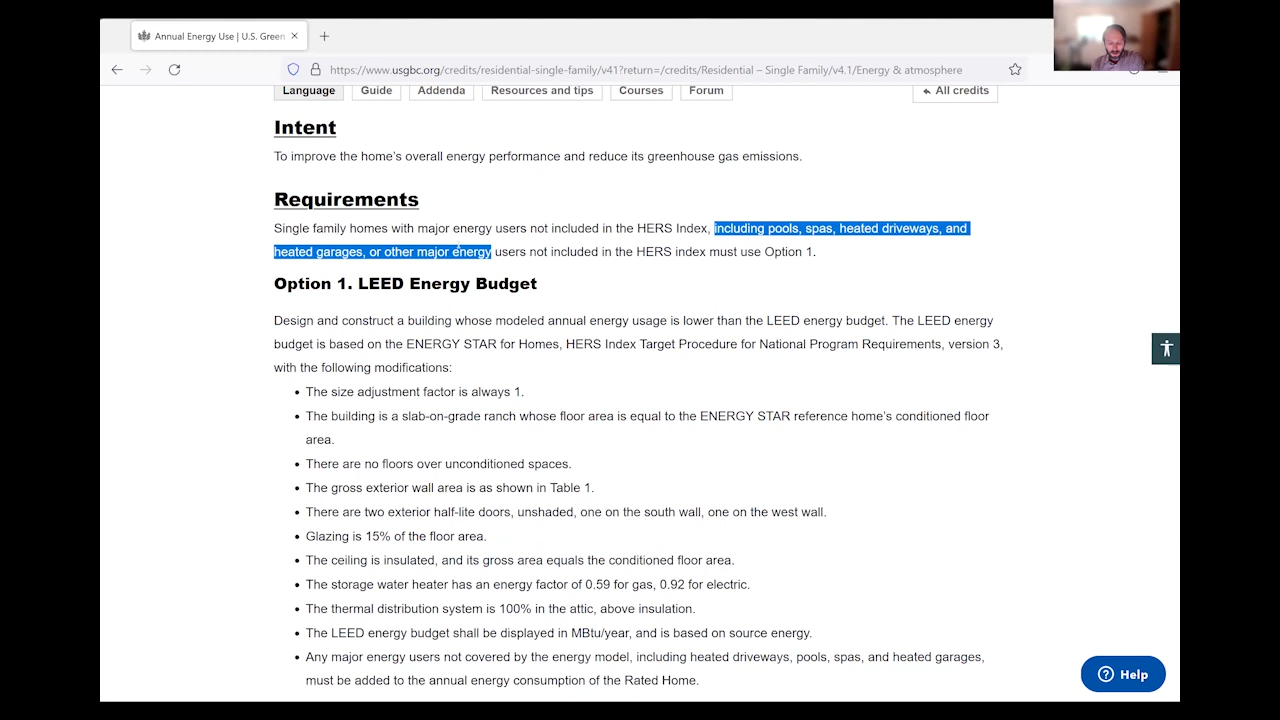 Annual Energy Use | U.S. Green
https://www.usgbc.org/credits/residential-single-family/v41?return=/credits/Residential – Single Family/v4.1/Energy & atmosphere
Language Guide Addenda Resources and tips Courses Forum All credits
Intent
To improve the home's overall energy performance and reduce its greenhouse gas emissions.
Requirements
Single family homes with major energy users not included in the HERS Index, including pools, spas, heated driveways, and
heated garages, or other major energy users not included in the HERS index must use Option 1.
Option 1. LEED Energy Budget
Design and construct a building whose modeled annual energy usage is lower than the LEED energy budget. The LEED energy
budget is based on the ENERGY STAR for Homes, HERS Index Target Procedure for National Program Requirements, version 3,
with the following modifications:
• The size adjustment factor is always 1.
• The building is a slab-on-grade ranch whose floor area is equal to the ENERGY STAR reference home's conditioned floor
area.
• There are no floors over unconditioned spaces.
• The gross exterior wall area is as shown in Table 1.
• There are two exterior half-lite doors, unshaded, one on the south wall, one on the west wall.
• Glazing is 15% of the floor area.
• The ceiling is insulated, and its gross area equals the conditioned floor area.
• The storage water heater has an energy factor of 0.59 for gas, 0.92 for electric.
• The thermal distribution system is 100% in the attic, above insulation.
• The LEED energy budget shall be displayed in MBtu/year, and is based on source energy.
• Any major energy users not covered by the energy model, including heated driveways, pools, spas, and heated garages,
must be added to the annual energy consumption of the Rated Home.
Help